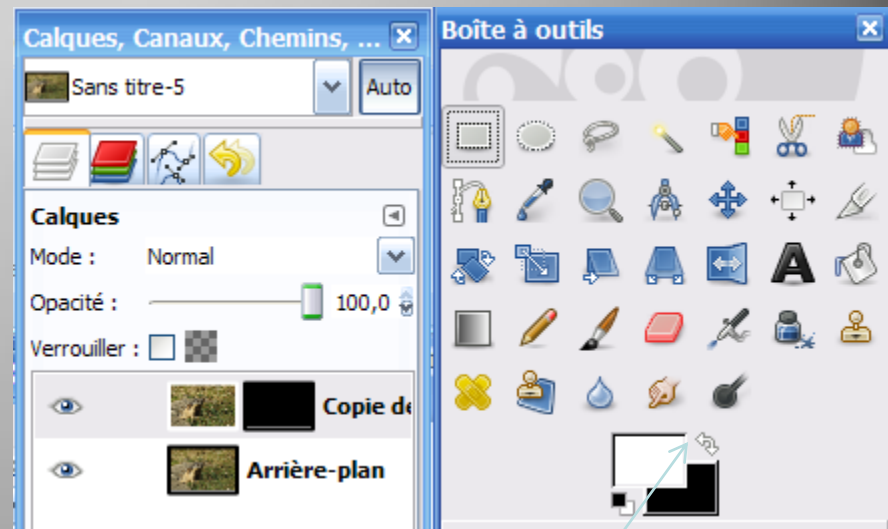 Calques, Canaux, Chemins, ...
Sans titre-5
Auto
Calques
Mode : Normal
Opacité : 100,0
Verrouiller :
Copie de
Arrière-plan
Boîte à outils